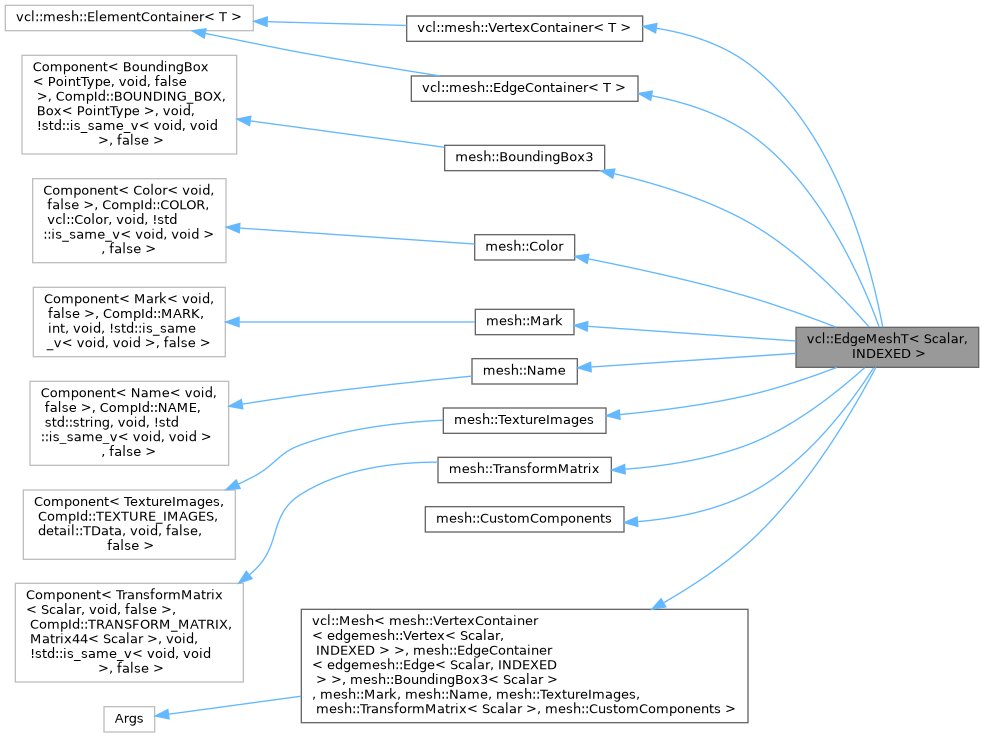 vcl::mesh::ElementContainer< T >
vcl::mesh::VertexContainer< T >
vcl::mesh::EdgeContainer< T >
Component< BoundingBox
< PointType, void, false
>, CompId::BOUNDING_BOX,
Box< PointType >, void,
!std::is_same_v< void, void
>, false >
mesh::BoundingBox3
Component< Color< void,
false >, CompId::COLOR,
vcl::Color, void, !std
::is_same_v< void, void >
, false >
mesh::Color
Component< Mark< void,
false >, CompId::MARK,
int, void, !std::is_same
_v< void, void >, false >
mesh::Mark
vcl::EdgeMeshT< Scalar,
INDEXED >
Component< Name< void,
false >, CompId::NAME,
std::string, void, !std
::is_same_v< void, void >
, false >
mesh::Name
mesh::TextureImages
mesh::TransformMatrix
Component< TextureImages,
CompId::TEXTURE_IMAGES,
detail::TData, void, false,
false >
mesh::CustomComponents
Component< TransformMatrix
< Scalar, void, false >,
CompId::TRANSFORM_MATRIX,
Matrix44< Scalar >, void,
!std::is_same_v< void, void
>, false >
vcl::Mesh< mesh::VertexContainer
< edgemesh::Vertex< Scalar,
INDEXED > >, mesh::EdgeContainer
< edgemesh::Edge< Scalar, INDEXED
> >, mesh::BoundingBox3< Scalar >
, mesh::Mark, mesh::Name, mesh::TextureImages,
mesh::TransformMatrix< Scalar >, mesh::CustomComponents >
Args